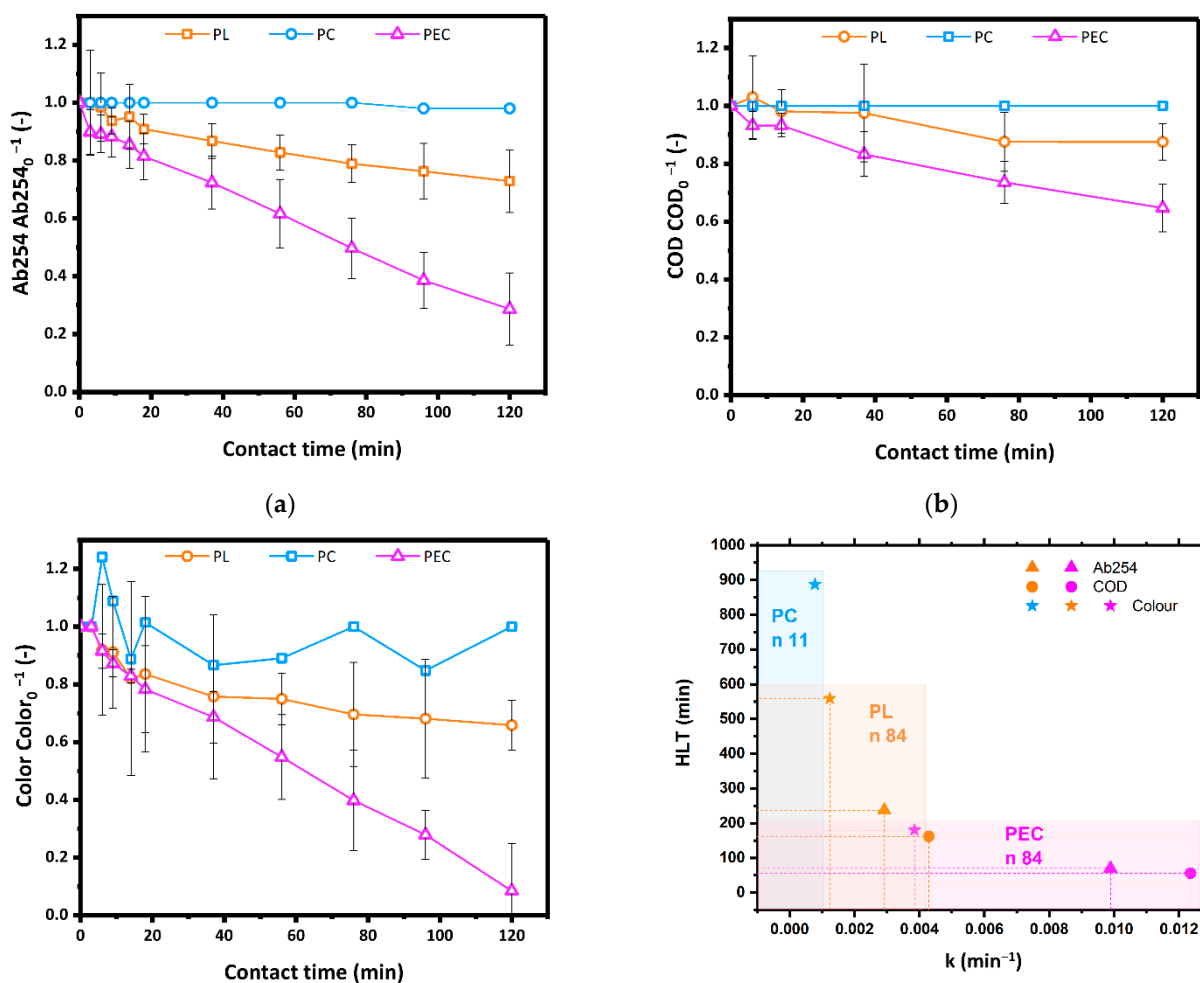 PL PC PEC
1.2
1.0
0.8
0.6
0.4
0.2
0.0
0 20 40 60 80 100 120
Ab254 Ab254₀⁻¹ (-)
Contact time (min)
(a)
PL PC PEC
1.2
1.0
0.8
0.6
0.4
0.2
0.0
0 20 40 60 80 100 120
COD COD₀⁻¹ (-)
Contact time (min)
(b)
PL PC PEC
1.2
1.0
0.8
0.6
0.4
0.2
0.0
0 20 40 60 80 100 120
Color Color₀⁻¹ (-)
Contact time (min)
1000
900
800
700
600
500
400
300
200
100
0
HLT (min)
Ab254
COD
Colour
PC
n 11
PL
n 84
PEC
n 84
0.000 0.002 0.004 0.006 0.008 0.010 0.012
k (min⁻¹)